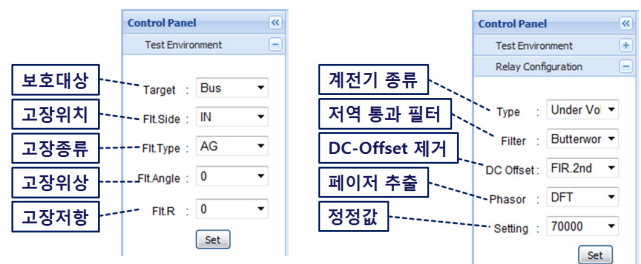 Control Panel
Test Environment
보호대상
Target : Bus
고장위치
Flt.Side : IN
고장종류
Flt.Type : AG
고장위상
Flt.Angle : 0
고장저항
Flt.R : 0
Set
Control Panel
Test Environment
Relay Configuration
계전기 종류
Type : Under Vol
저역 통과 필터
Filter : Butterwor
DC-Offset 제거
DC Offset : FIR.2nd
페이저 추출
Phasor : DFT
정정값
Setting : 70000
Set